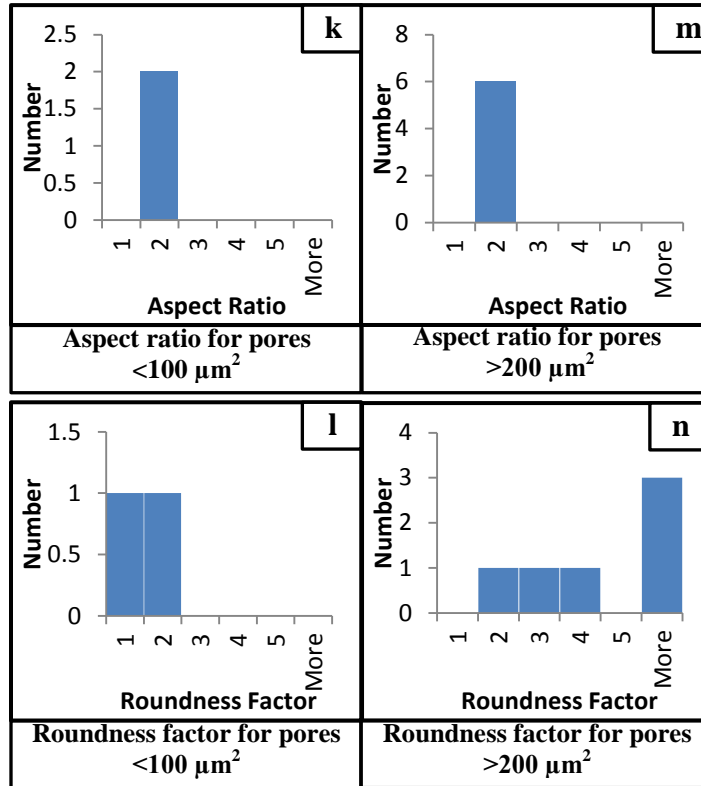 k
2.5
2
1.5
1
0.5
0
Number
1 2 3 4 5 More
Aspect Ratio
Aspect ratio for pores
<100 µm²
m
8
6
4
2
0
Number
1 2 3 4 5 More
Aspect Ratio
Aspect ratio for pores
>200 µm²
l
1.5
1
0.5
0
Number
1 2 3 4 5 More
Roundness Factor
Roundness factor for pores
<100 µm²
n
4
3
2
1
0
Number
1 2 3 4 5 More
Roundness Factor
Roundness factor for pores
>200 µm²